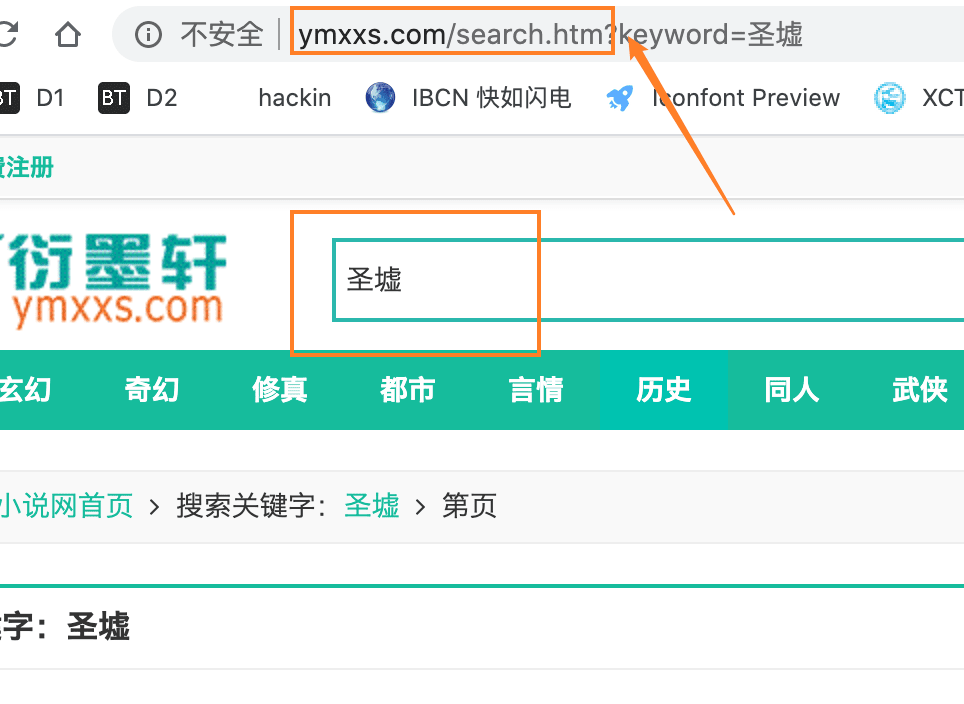 不安全 ymxxs.com/search.htm?keyword=圣墟
BT D1 BT D2 hackin IBCN 快如闪电 Iconfont Preview XCT
费注册
衍墨轩
圣墟
ymxxs.com
玄幻 奇幻 修真 都市 言情 历史 同人 武侠
小说网首页 > 搜索关键字： 圣墟 > 第页
字：圣墟